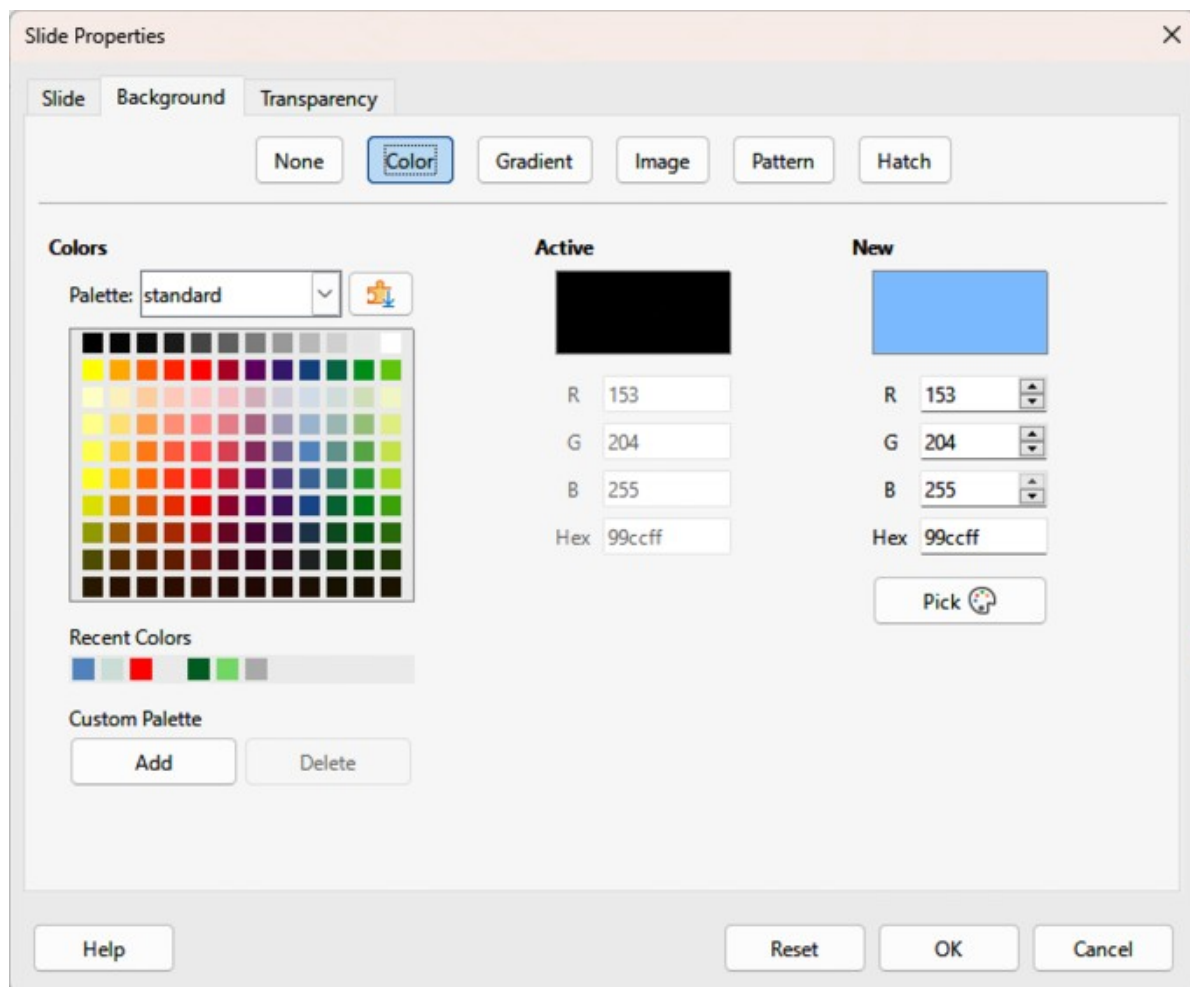 Slide Properties
Slide Background Transparency
None Color Gradient Image Pattern Hatch
Colors Active New
Palette: standard
R 153 R 153
G 204 G 204
B 255 B 255
Hex 99ccff Hex 99ccff
Pick
Recent Colors
Custom Palette
Add Delete
Help Reset OK Cancel